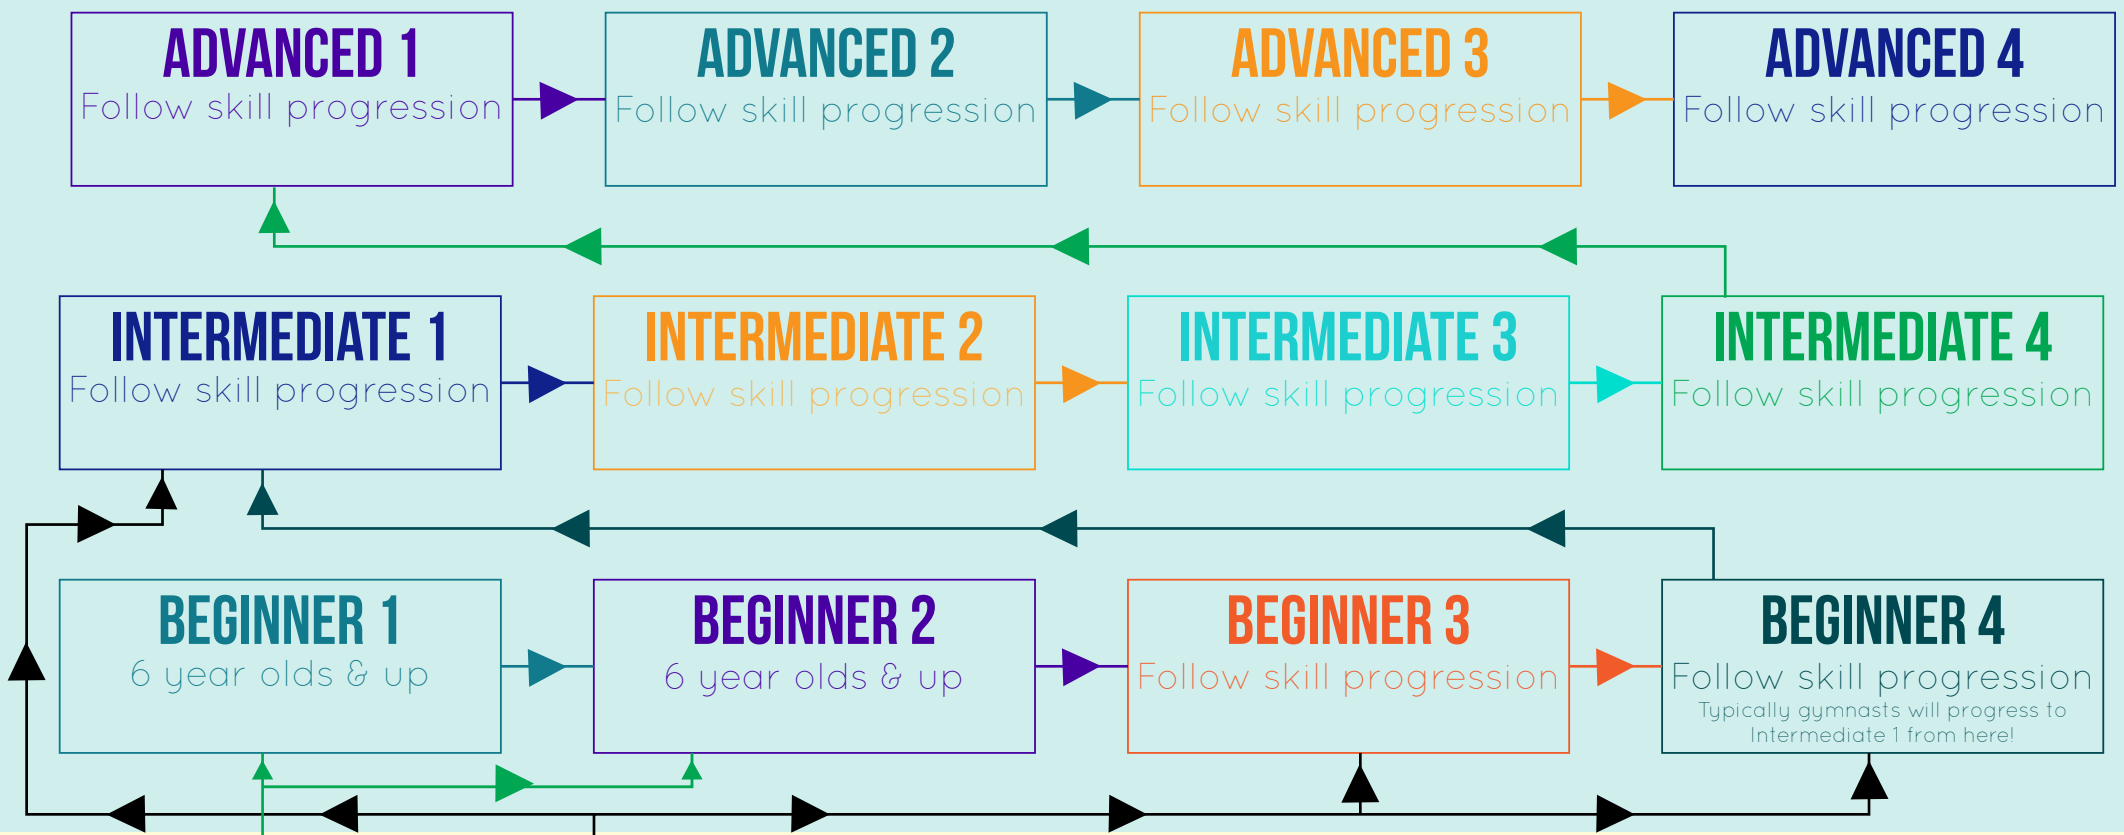 ADVANCED 1
Follow skill progression
ADVANCED 2
Follow skill progression
ADVANCED 3
Follow skill progression
ADVANCED 4
Follow skill progression
INTERMEDIATE 1
Follow skill progression
INTERMEDIATE 2
Follow skill progression
INTERMEDIATE 3
Follow skill progression
INTERMEDIATE 4
Follow skill progression
BEGINNER 1
6 year olds & up
BEGINNER 2
6 year olds & up
BEGINNER 3
Follow skill progression
BEGINNER 4
Follow skill progression
Typically gymnasts will progress to
Intermediate 1 from here!